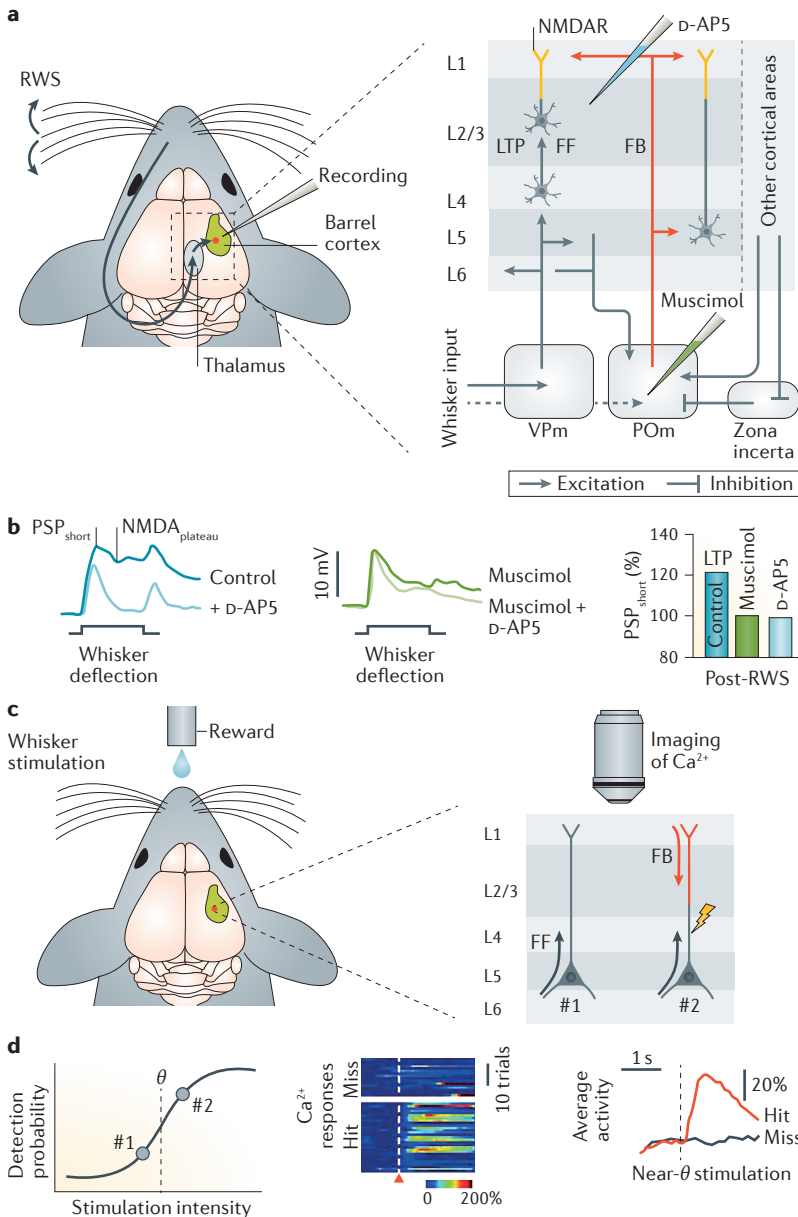 a
RWS
Recording
Barrel
cortex
Thalamus
NMDAR
D-AP5
L1
L2/3
LTP
FF
FB
L4
L5
L6
Other cortical areas
Muscimol
Whisker input
VPm
POm
Zona
incerta
Excitation
Inhibition
b
PSPshort
NMDAplateau
Control
+ D-AP5
Whisker
deflection
10 mV
Muscimol
Muscimol +
D-AP5
Whisker
deflection
PSPshort (%)
140
120
100
80
LTP
Control
Muscimol
D-AP5
Post-RWS
c
Whisker
stimulation
Reward
Imaging
of Ca2+
L1
L2/3
L4
L5
L6
FB
FF
#1
#2
d
Detection
probability
θ
#1
#2
Stimulation intensity
Ca2+
responses
Miss
Hit
10 trials
0
200%
Average
activity
1 s
20%
Hit
Miss
Near-θ stimulation